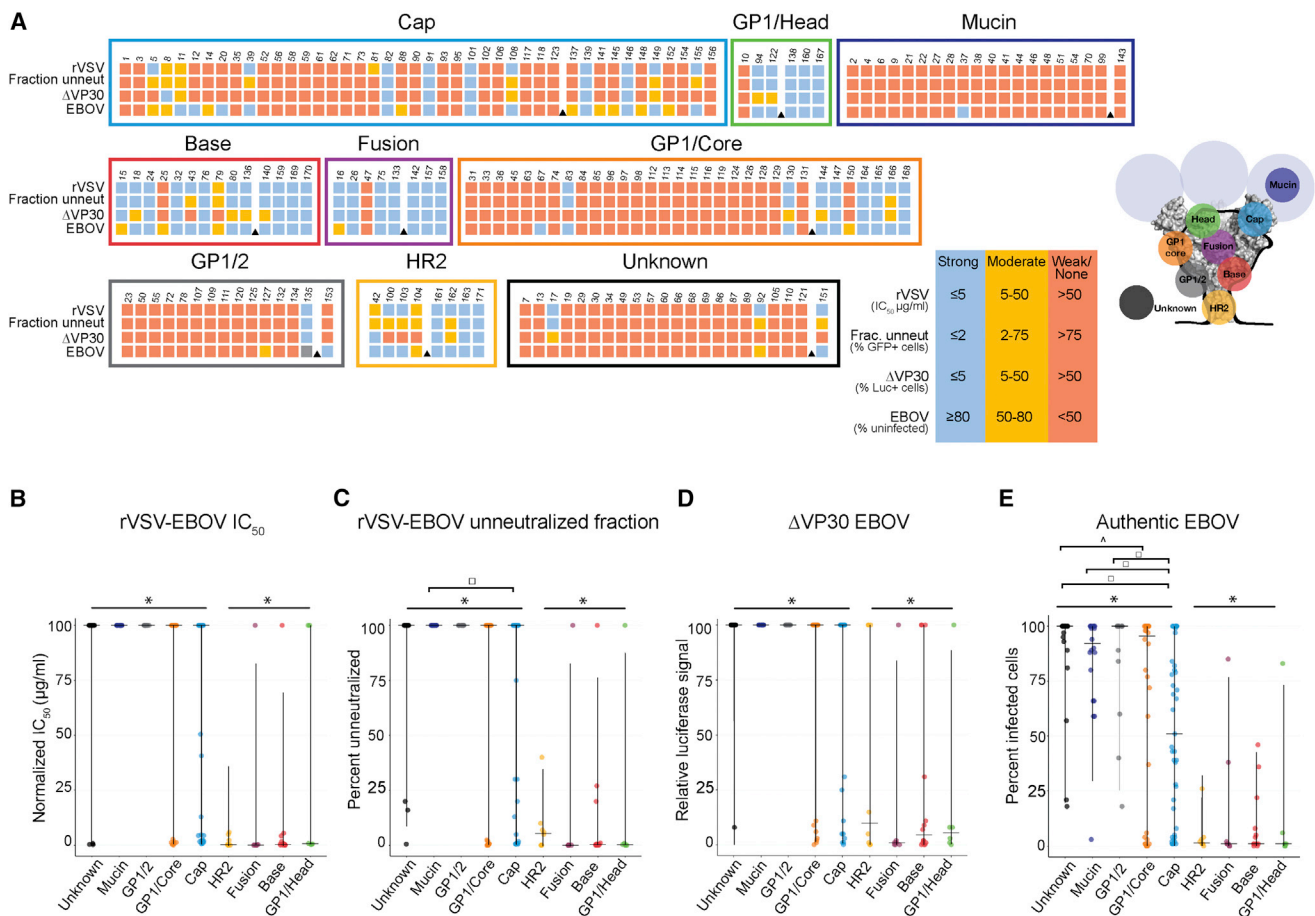 A
Cap
GP1/Head
Mucin
1 3 5 8 11 12 14 20 35 39 52 56 58 59 61 62 71 73 81 82 88 91 93 95 101 102 106 108 117 118 123 137 139 141 145 146 148 149 152 154 155 156
10 94 122 138 160 167
2 4 6 9 21 22 27 28 37 38 40 44 46 48 51 54 70 99 143
rVSV
Fraction unneut
ΔVP30
EBOV
Base
Fusion
GP1/Core
15 18 24 25 32 43 76 79 80 136 140 159 169 170
16 26 47 75 133 142 157 158
31 33 36 45 60 63 65 67 74 83 84 85 96 97 98 112 114 115 116 119 124 126 128 129 130 131 144 147 150 165 166 168
rVSV
Fraction unneut
ΔVP30
EBOV
GP1/2
HR2
Unknown
23 50 55 72 78 107 109 111 120 125 127 132 134 135 153
42 100 103 104 161 162 163 171
7 13 17 19 29 30 34 41 49 53 57 64 66 68 69 77 86 87 89 90 92 105 110 121 151
rVSV
Fraction unneut
ΔVP30
EBOV
Strong Moderate Weak/
None
rVSV
(IC50 µg/ml)
≤5 5-50 >50
Frac. unneut
(% GFP+ cells)
≤2 2-75 >75
ΔVP30
(% Luc+ cells)
≤5 5-50 >50
EBOV
(% uninfected)
≥80 50-80 <50
Mucin
Head
Cap
GP1
core
Fusion
GP1/2
Base
Unknown
HR2
B
rVSV-EBOV IC50
* *
Normalized IC50 (µg/ml)
100
75
50
25
0
Unknown
Mucin
GP1/2
GP1/Core
Cap
HR2
Fusion
Base
GP1/Head
C
rVSV-EBOV unneutralized fraction
□
* *
Percent unneutralized
100
75
50
25
0
Unknown
Mucin
GP1/2
GP1/Core
Cap
HR2
Fusion
Base
GP1/Head
D
ΔVP30 EBOV
* *
Relative luciferase signal
100
75
50
25
0
Unknown
Mucin
GP1/2
GP1/Core
Cap
HR2
Fusion
Base
GP1/Head
E
Authentic EBOV
^
□
□
□
* *
Percent infected cells
100
75
50
25
0
Unknown
Mucin
GP1/2
GP1/Core
Cap
HR2
Fusion
Base
GP1/Head